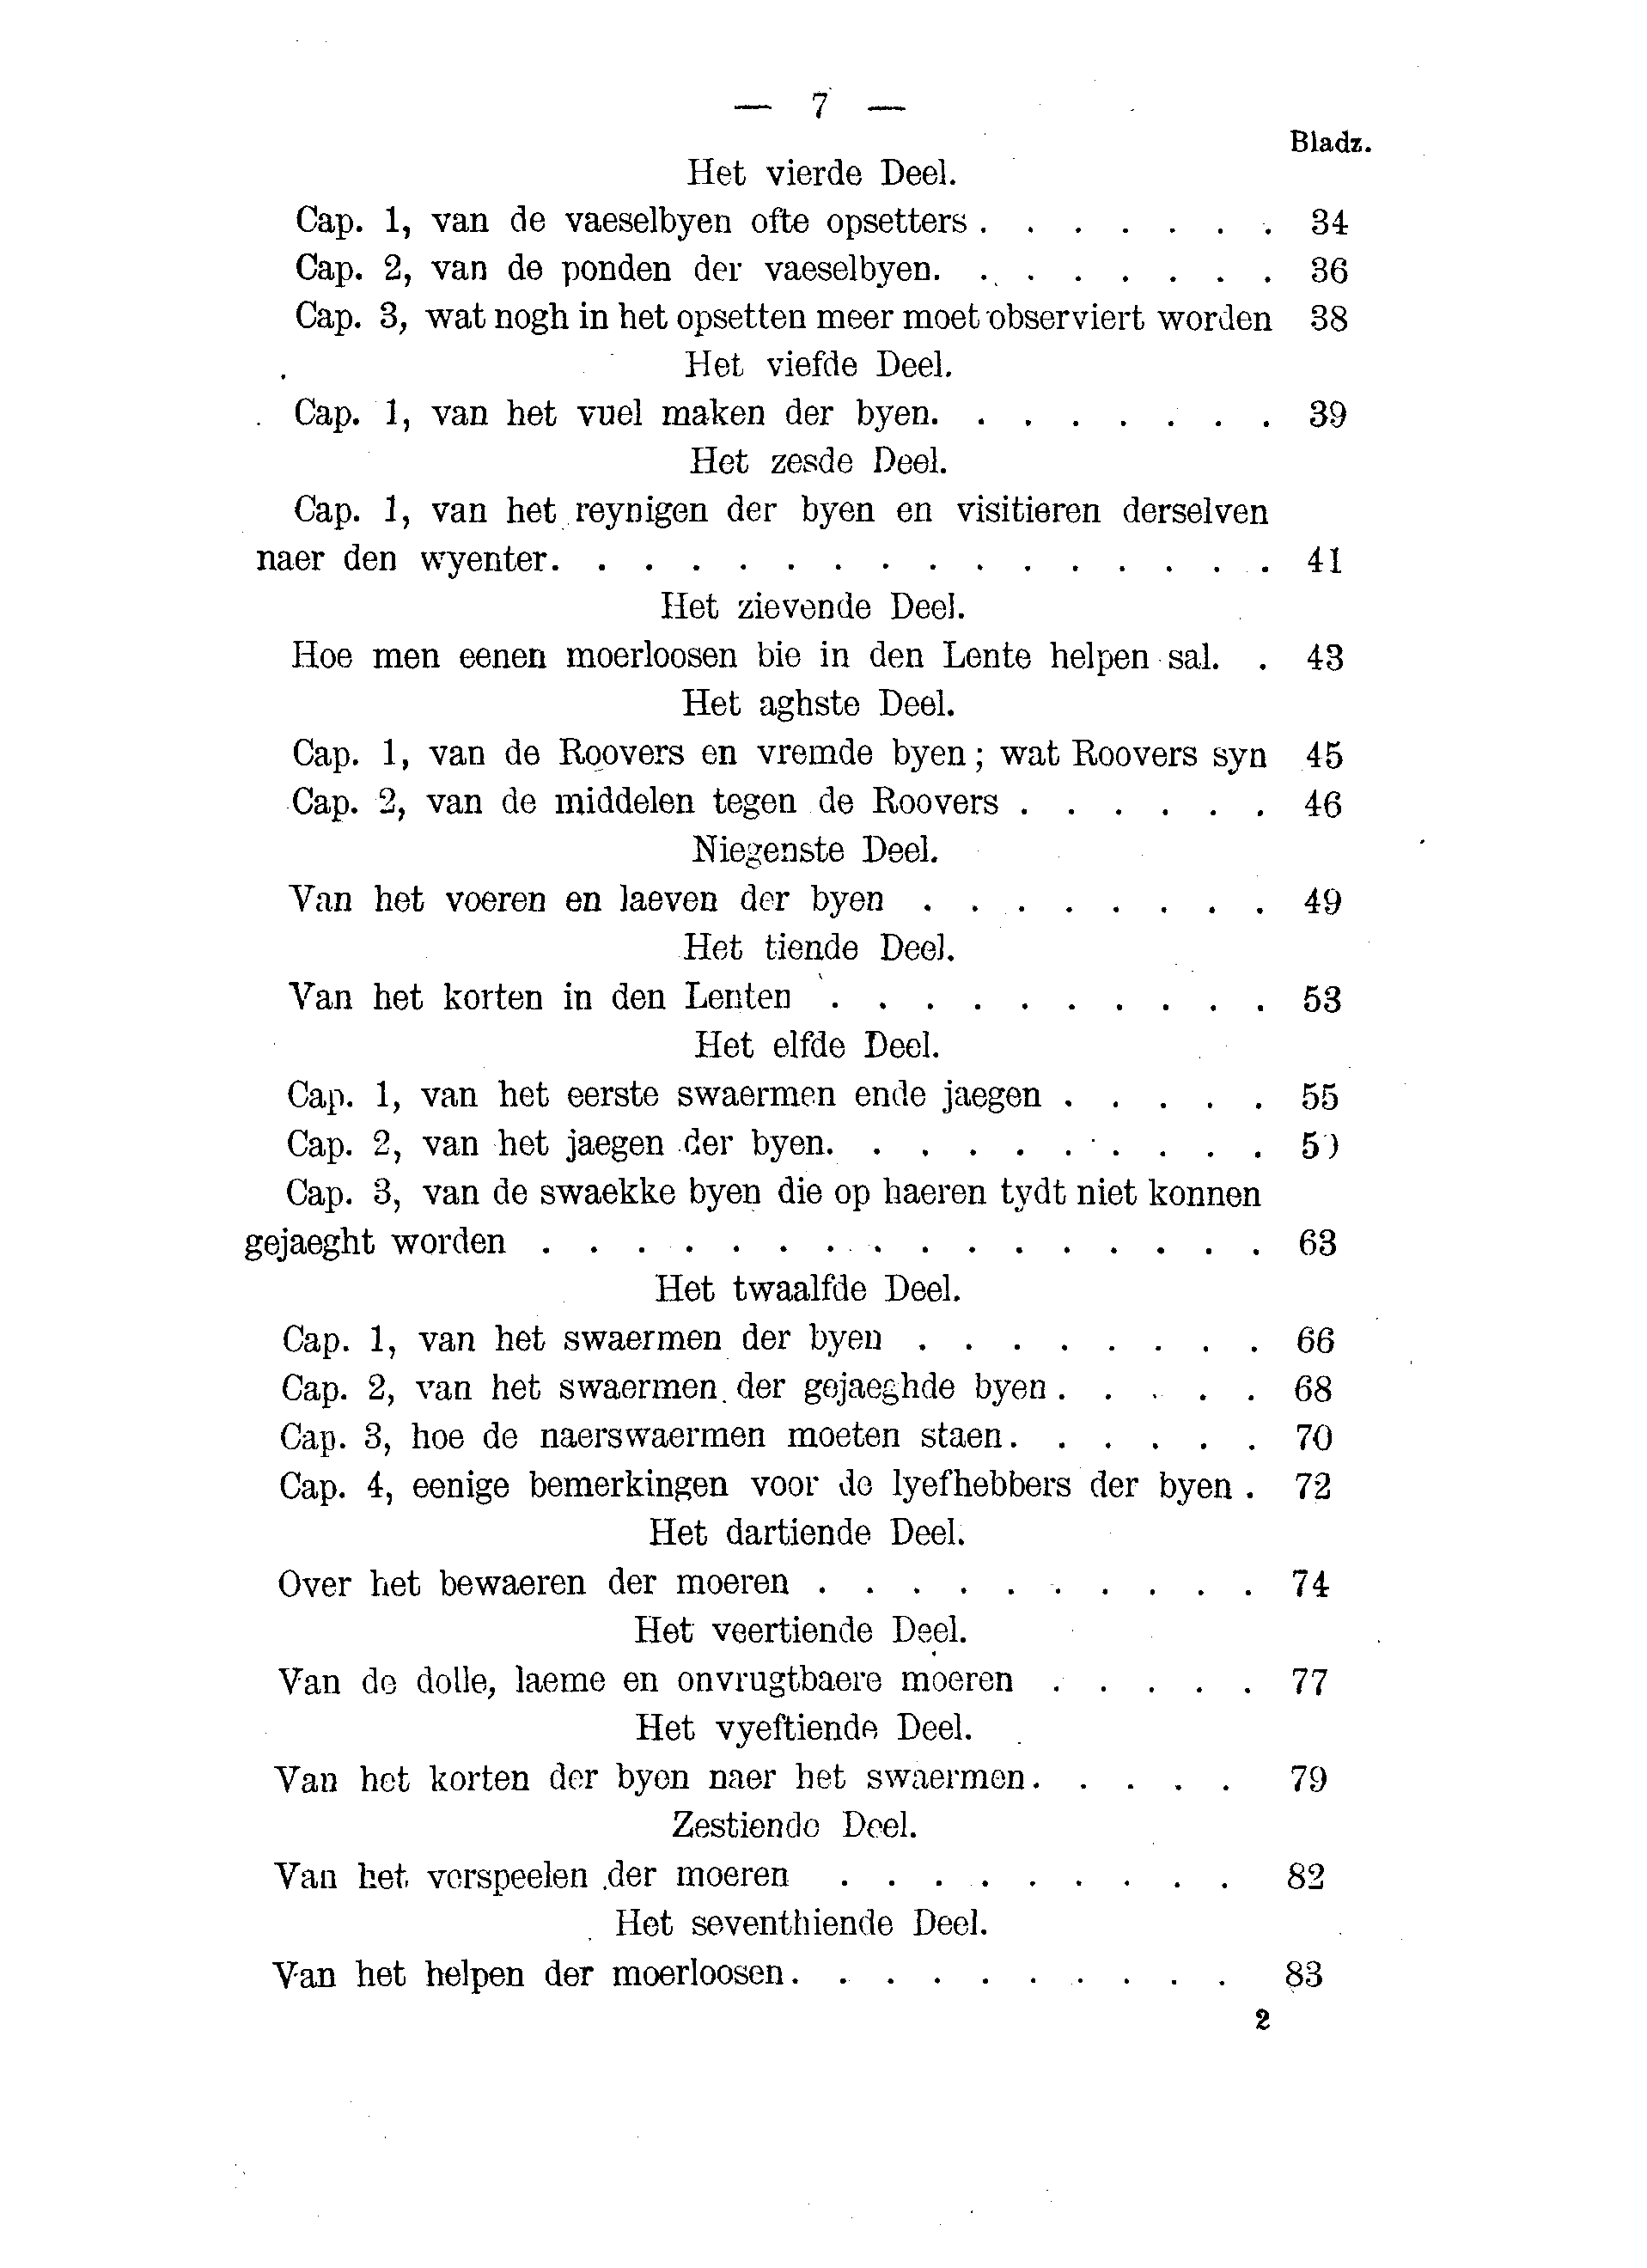 — 7 —
Bladz.
Het vierde Deel.
Cap. 1, van de vaeselbyen ofte opsetters . . . . . . . 34
Cap. 2, van de ponden der vaeselbyen. . . . . . . . 36
Cap. 3, wat nogh in het opsetten meer moet observiert worden 38
Het viefde Deel.
Cap. 1, van het vuel maken der byen. . . . . . . . 39
Het zesde Deel.
Cap. 1, van het reynigen der byen en visitieren derselven
naer den wyenter. . . . . . . . . . . . . . . . 41
Het zievende Deel.
Hoe men eenen moerloosen bie in den Lente helpen sal. . 43
Het aghste Deel.
Cap. 1, van de Roovers en vremde byen; wat Roovers syn 45
Cap. 2, van de middelen tegen de Roovers . . . . . . 46
Niegenste Deel.
Van het voeren en laeven der byen . . . . . . . . 49
Het tiende Deel.
Van het korten in den Lenten . . . . . . . . . . 53
Het elfde Deel.
Cap. 1, van het eerste swaermen ende jaegen . . . . . 55
Cap. 2, van het jaegen der byen. . . . . . . . . .
Cap. 3, van de swaekke byen die op haeren tydt niet konnen
gejaeght worden . . . . . . . . . . . . . . . . 63
Het twaalfde Deel.
Cap. 1, van het swaermen der byen . . . . . . . . 66
Cap. 2, van het swaermen der gejaeghde byen . . . . . 68
Cap. 3, hoe de naerswaermen moeten staen. . . . . . 70
Cap. 4, eenige bemerkingen voor de lyefhebbers der byen . 72
Het dartiende Deel.
Over het bewaeren der moeren . . . . . . . . . . 74
Het veertiende Deel.
Van de dolle, laeme en onvrugtbaere moeren . . . . . 77
Het vyeftiende Deel.
Van het korten der byen naer het swaermen. . . . . 79
Zestiende Deel.
Van het verspeelen der moeren . . . . . . . . . 82
Het seventhiende Deel.
Van het helpen der moerloosen. . . . . . . . . . 83
2